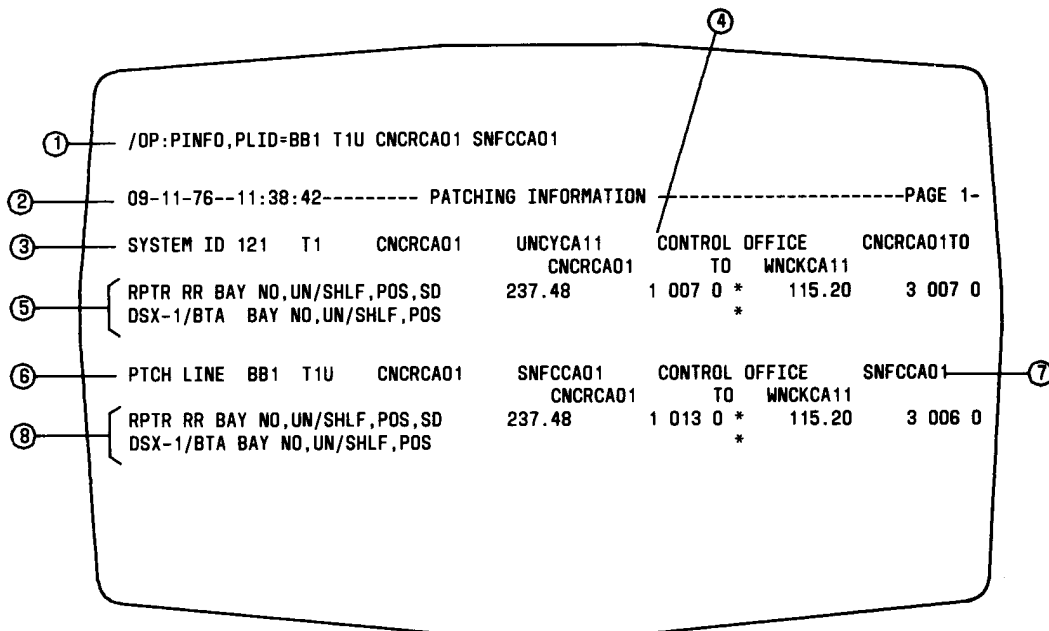 ④
① /OP:PINFO,PLID=BB1 T1U CNCRCA01 SNFCCA01
② 09-11-76--11:38:42--------- PATCHING INFORMATION -----------------------PAGE 1-
③ SYSTEM ID 121 T1 CNCRCA01 UNCYCA11 CONTROL OFFICE CNCRCA01T0
CNCRCA01 TO WNCKCA11
⑤ RPTR RR BAY NO,UN/SHLF,POS,SD 237.48 1 007 0 * 115.20 3 007 0
DSX-1/BTA BAY NO,UN/SHLF,POS *
⑥ PTCH LINE BB1 T1U CNCRCA01 SNFCCA01 CONTROL OFFICE SNFCCA01 ⑦
CNCRCA01 TO WNCKCA11
⑧ RPTR RR BAY NO,UN/SHLF,POS,SD 237.48 1 013 0 * 115.20 3 006 0
DSX-1/BTA BAY NO,UN/SHLF,POS *